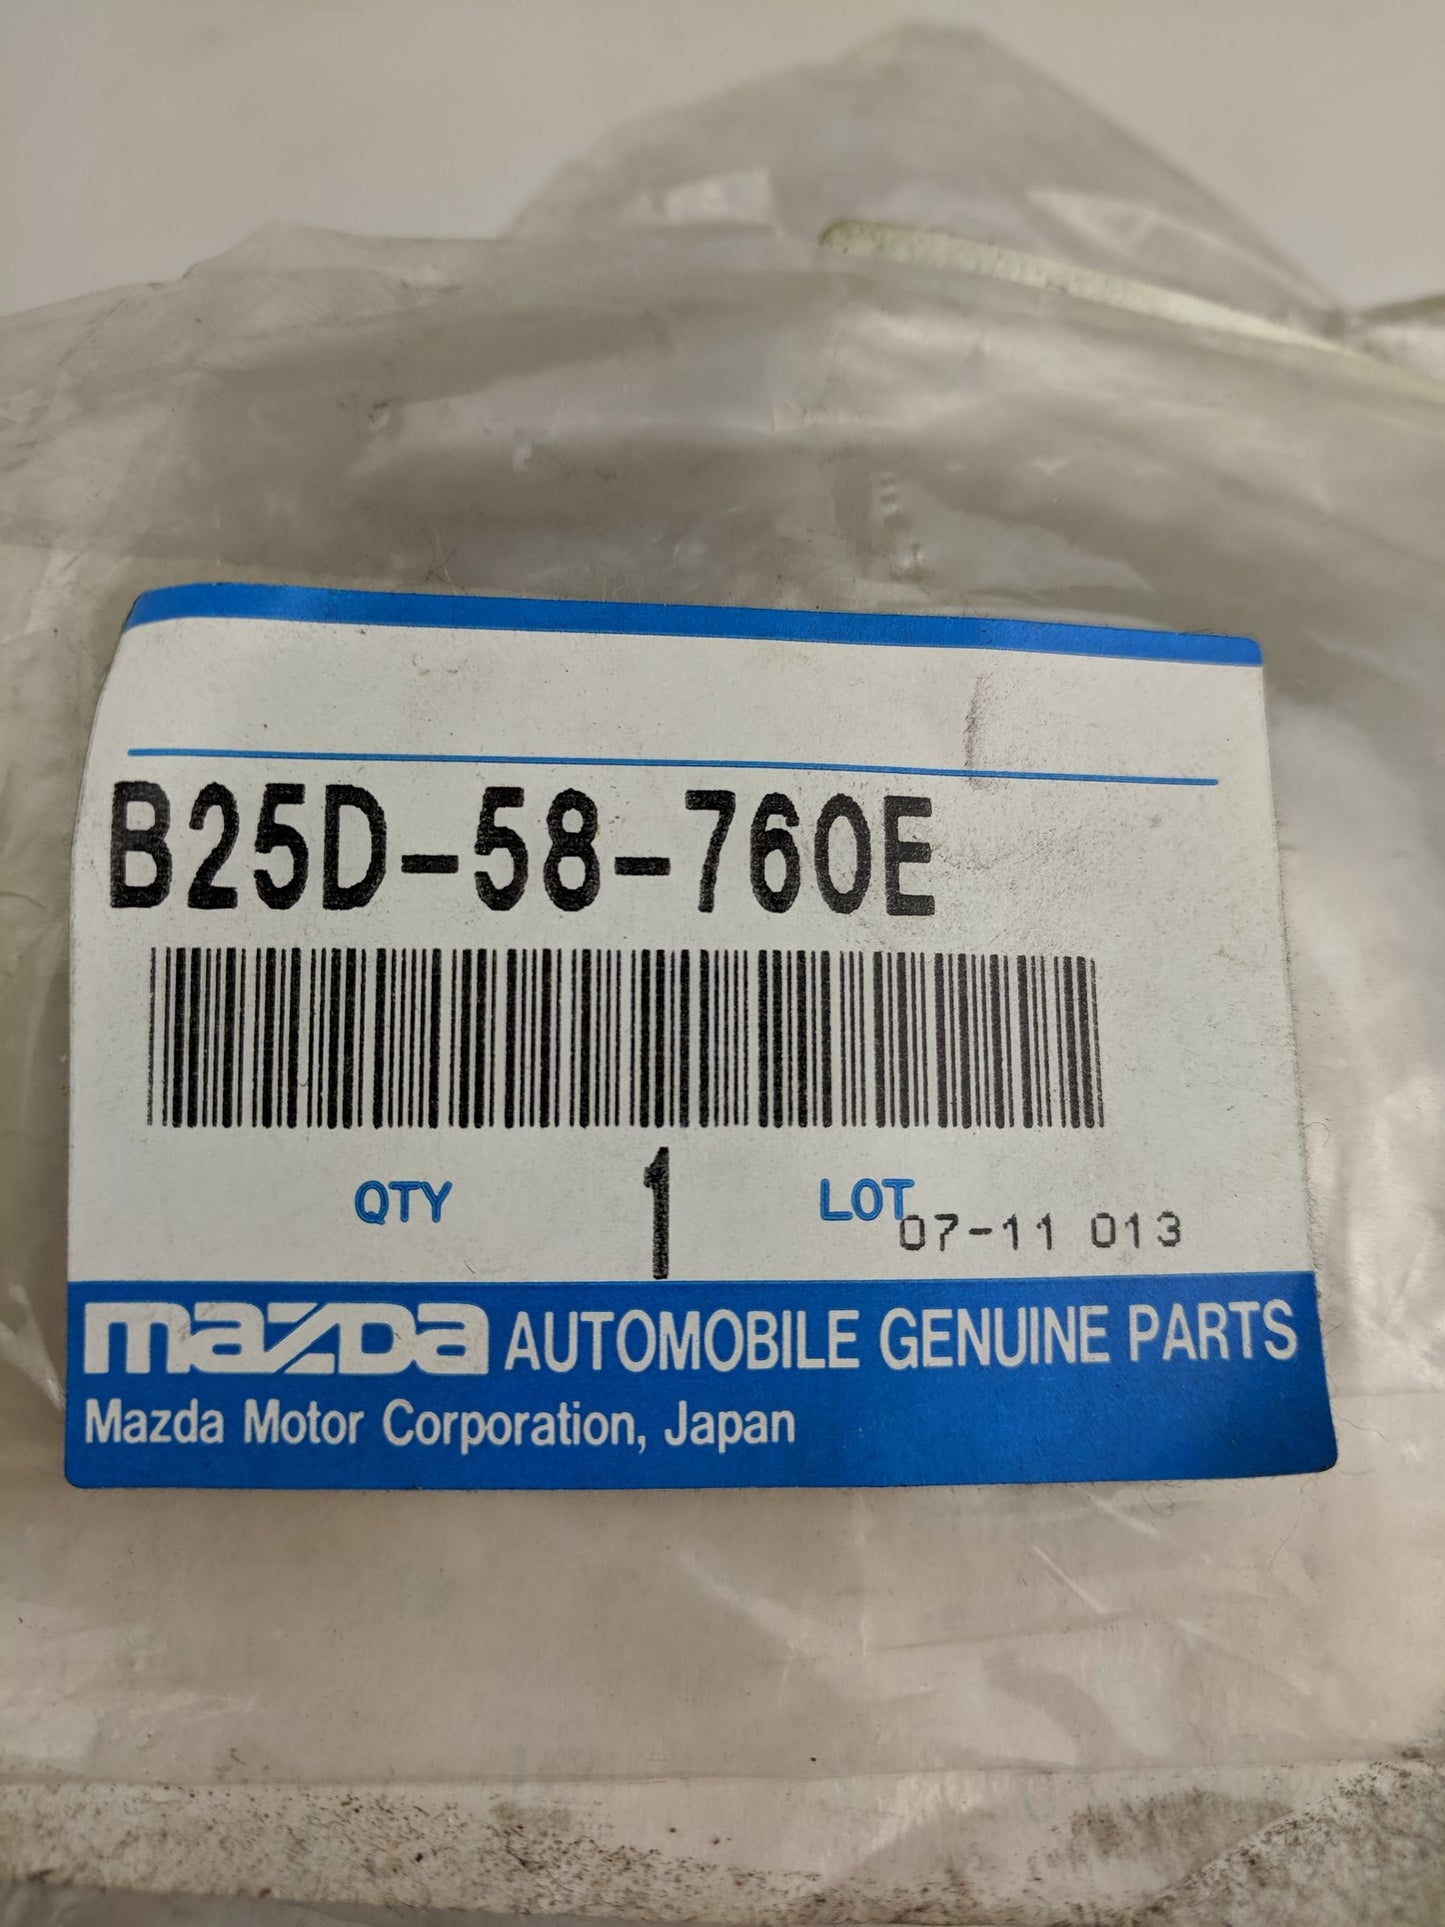 B25D-58-760E
QTY 1 LOT 07-11 013
mazda AUTOMOBILE GENUINE PARTS
Mazda Motor Corporation, Japan